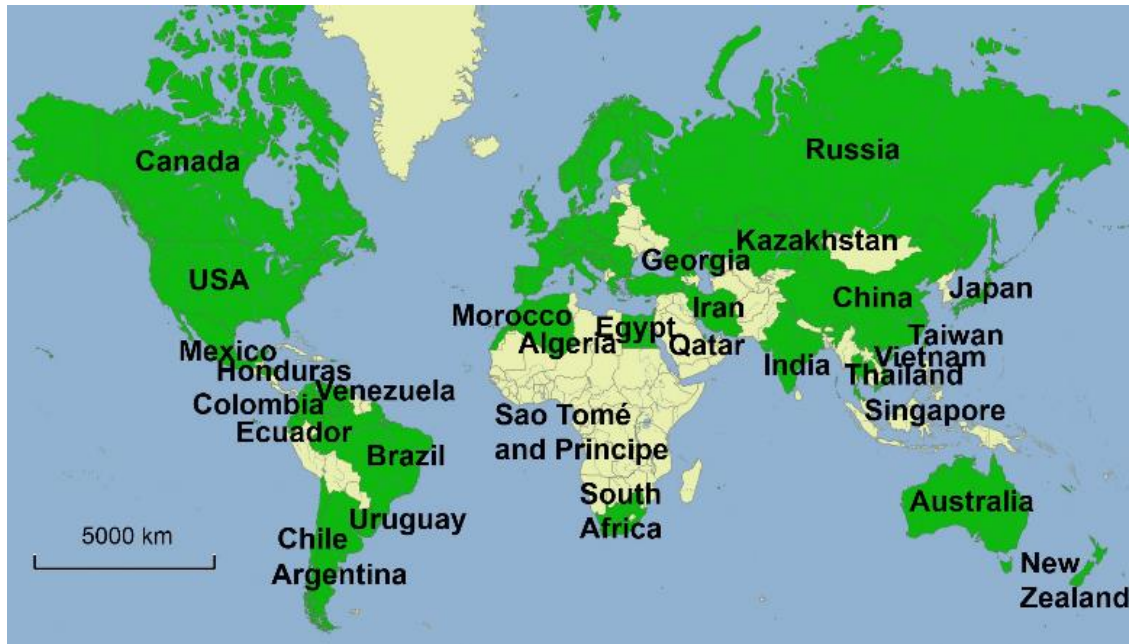 Canada
Russia
Kazakhstan
Georgia
USA
Iran
China
Japan
Morocco
Egypt
Algeria
Qatar
Taiwan
Mexico
Honduras
India
Vietnam
Thailand
Venezuela
Colombia
Singapore
Ecuador
Sao Tomé
and Principe
Brazil
South
Africa
Australia
Uruguay
5000 km
Chile
Argentina
New
Zealand